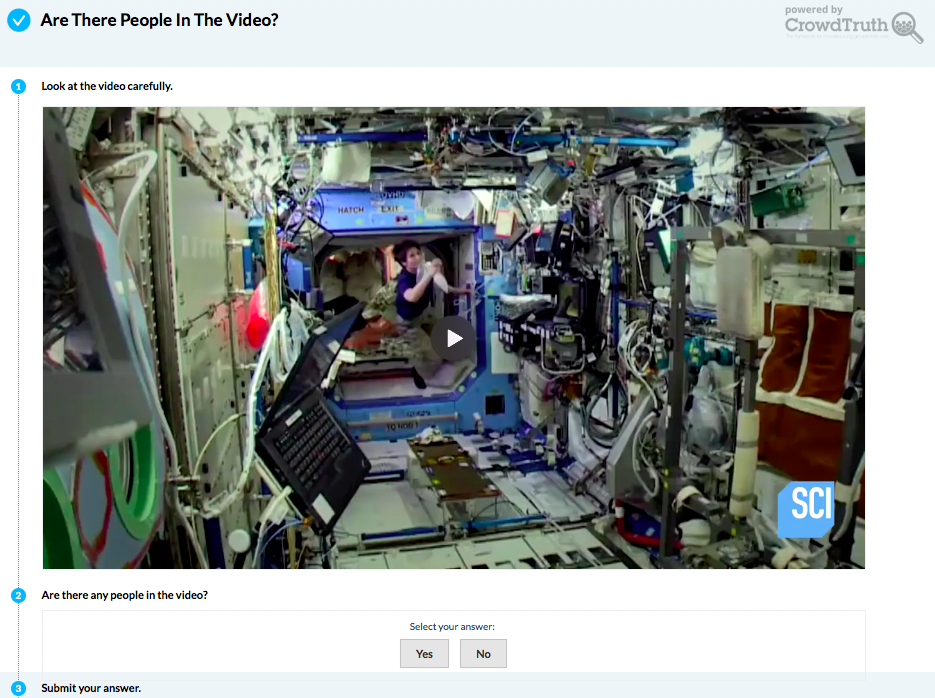 Are There People In The Video?
powered by
CrowdTruth
1
Look at the video carefully.
HATCH EXIT
SCI
2
Are there any people in the video?
Select your answer:
Yes
No
3
Submit your answer.